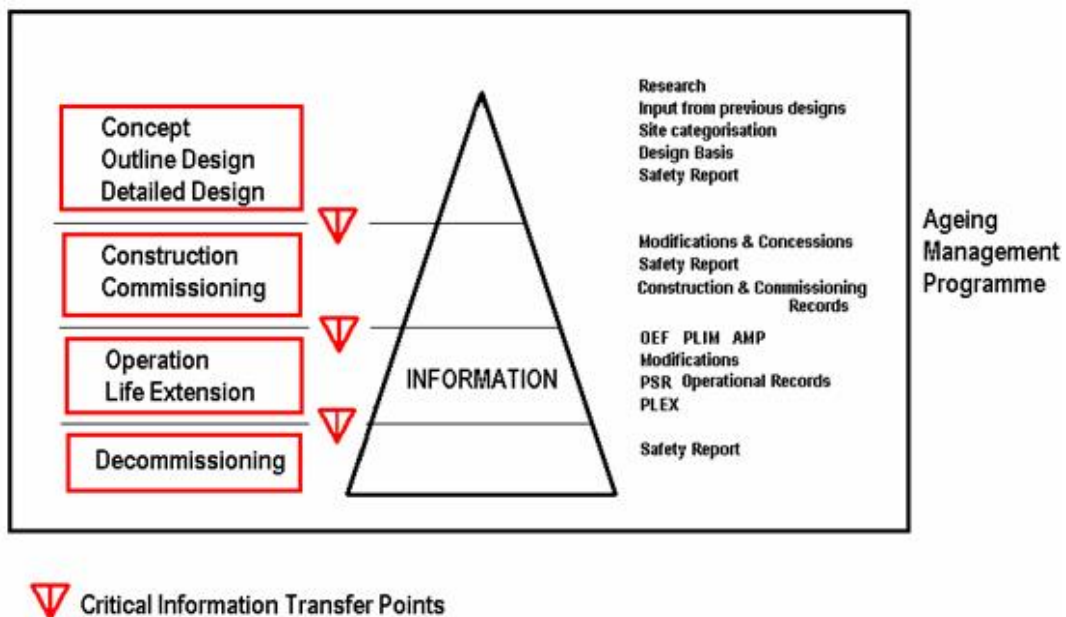 Concept
Outline Design
Detailed Design
Construction
Commissioning
Operation
Life Extension
Decommissioning
INFORMATION
Research
Input from previous designs
Site categorisation
Design Basis
Safety Report
Modifications & Concessions
Safety Report
Construction & Commissioning
Records
OEF PLIM AMP
Modifications
PSR Operational Records
PLEX
Safety Report
Ageing
Management
Programme
Critical Information Transfer Points